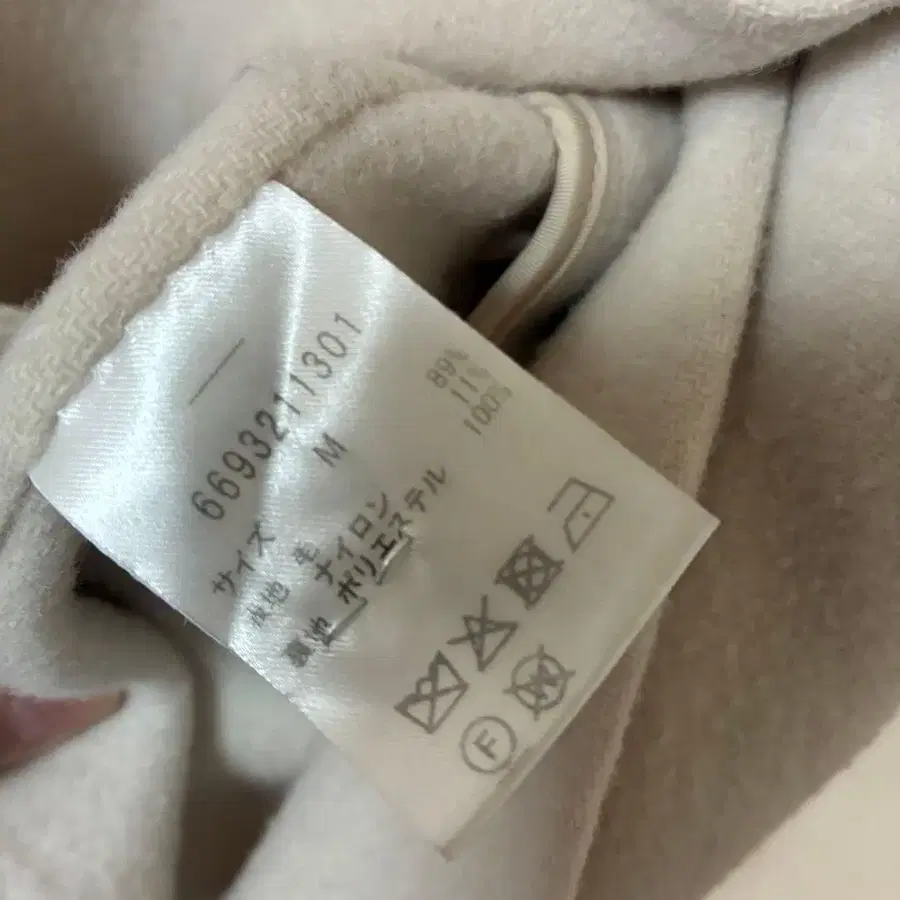 6693211301
サイズ M
表地 毛 89%
ナイロン 11%
裏地 ポリエステル 100%
F
W